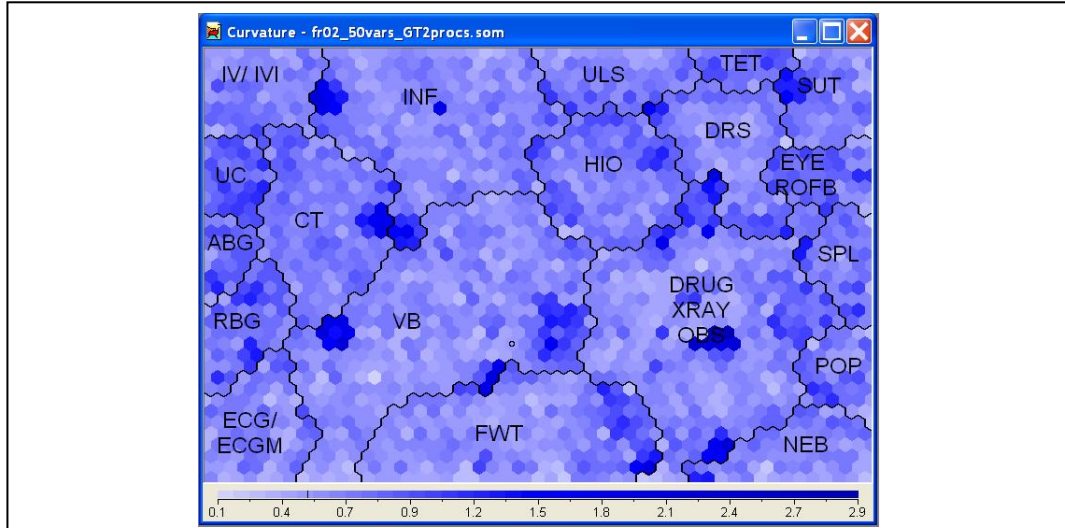 Curvature - fr02_50vars_GT2procs.som
IV/ IVI
INF
ULS
TET
SUT
DRS
HIO
EYE
ROFB
UC
CT
ABG
SPL
DRUG
XRAY
OBS
RBG
VB
POP
ECG/
ECGM
FWT
NEB
0.1 0.4 0.7 0.9 1.2 1.5 1.8 2.1 2.4 2.7 2.9